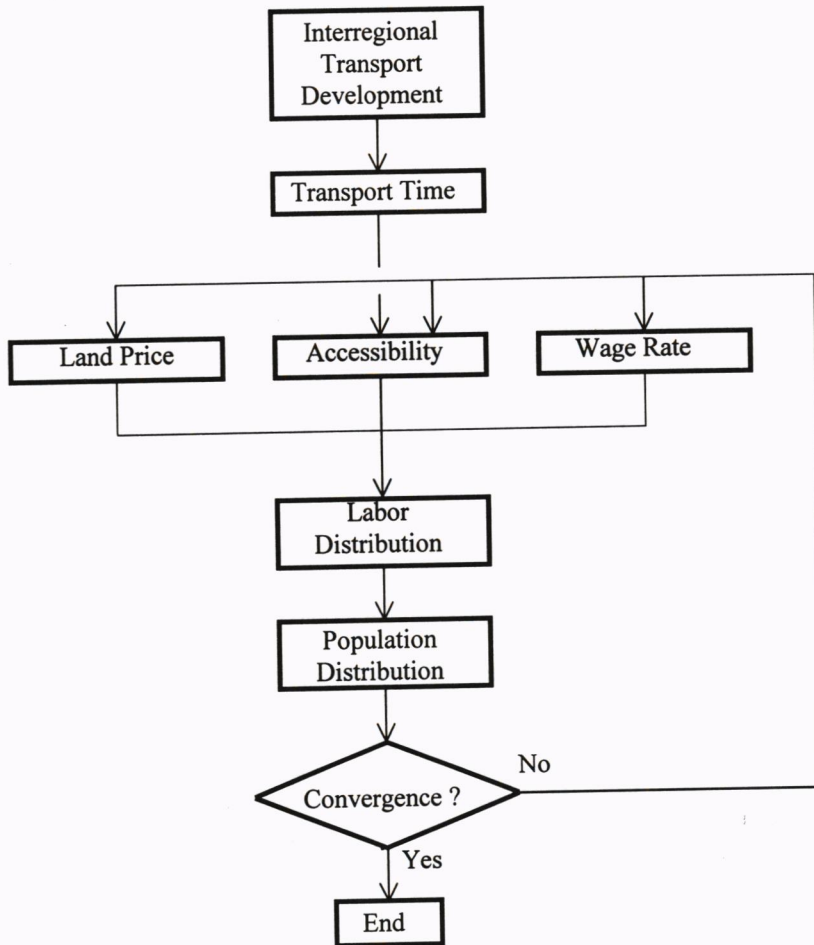 Interregional
Transport
Development
Transport Time
Land Price
Accessibility
Wage Rate
Labor
Distribution
Population
Distribution
No
Convergence ?
Yes
End